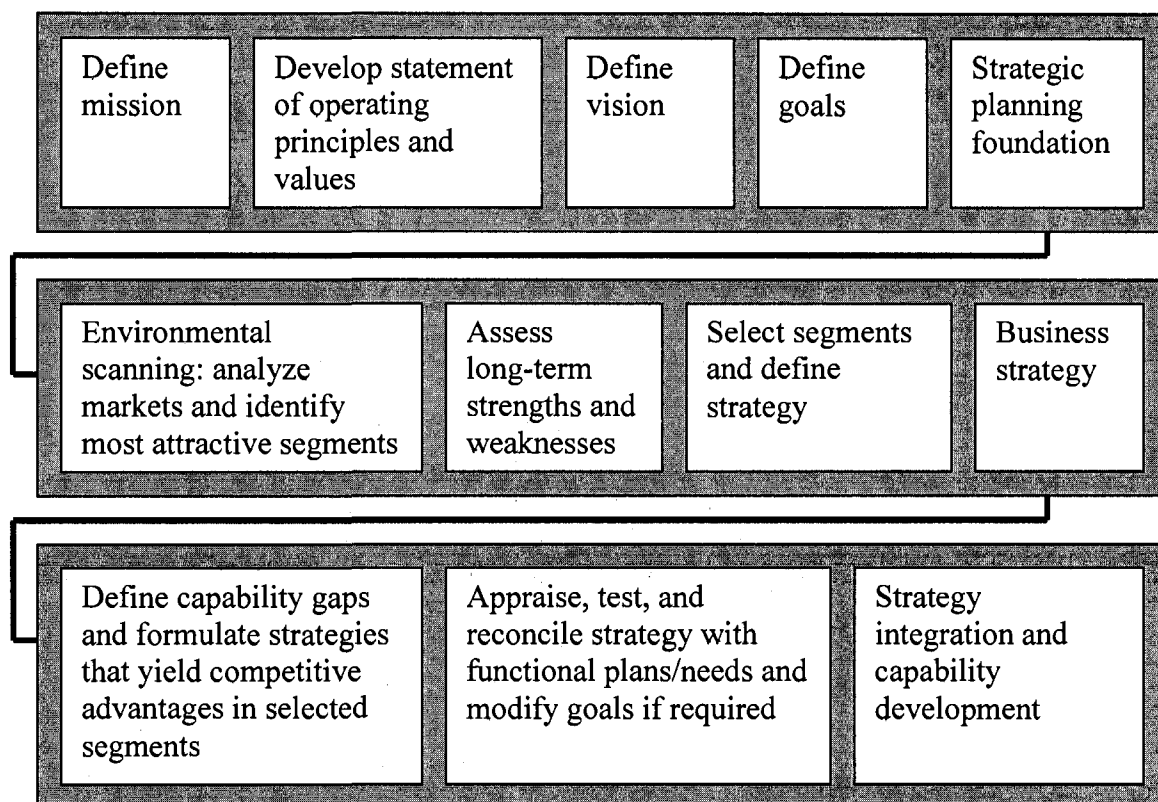 Define
mission
Develop statement
of operating
principles and
values
Define
vision
Define
goals
Strategic
planning
foundation
Environmental
scanning: analyze
markets and identify
most attractive segments
Assess
long-term
strengths and
weaknesses
Select segments
and define
strategy
Business
strategy
Define capability gaps
and formulate strategies
that yield competitive
advantages in selected
segments
Appraise, test, and
reconcile strategy with
functional plans/needs and
modify goals if required
Strategy
integration and
capability
development